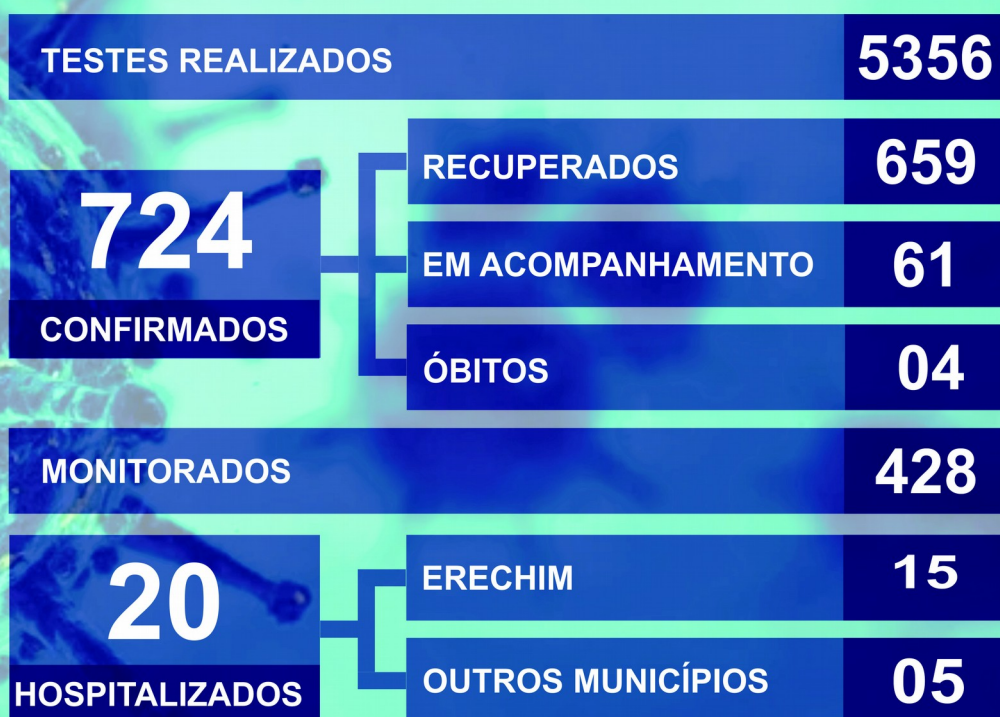 TESTES REALIZADOS 5356
724
CONFIRMADOS
RECUPERADOS 659
EM ACOMPANHAMENTO 61
ÓBITOS 04
MONITORADOS 428
20
HOSPITALIZADOS
ERECHIM 15
OUTROS MUNICÍPIOS 05